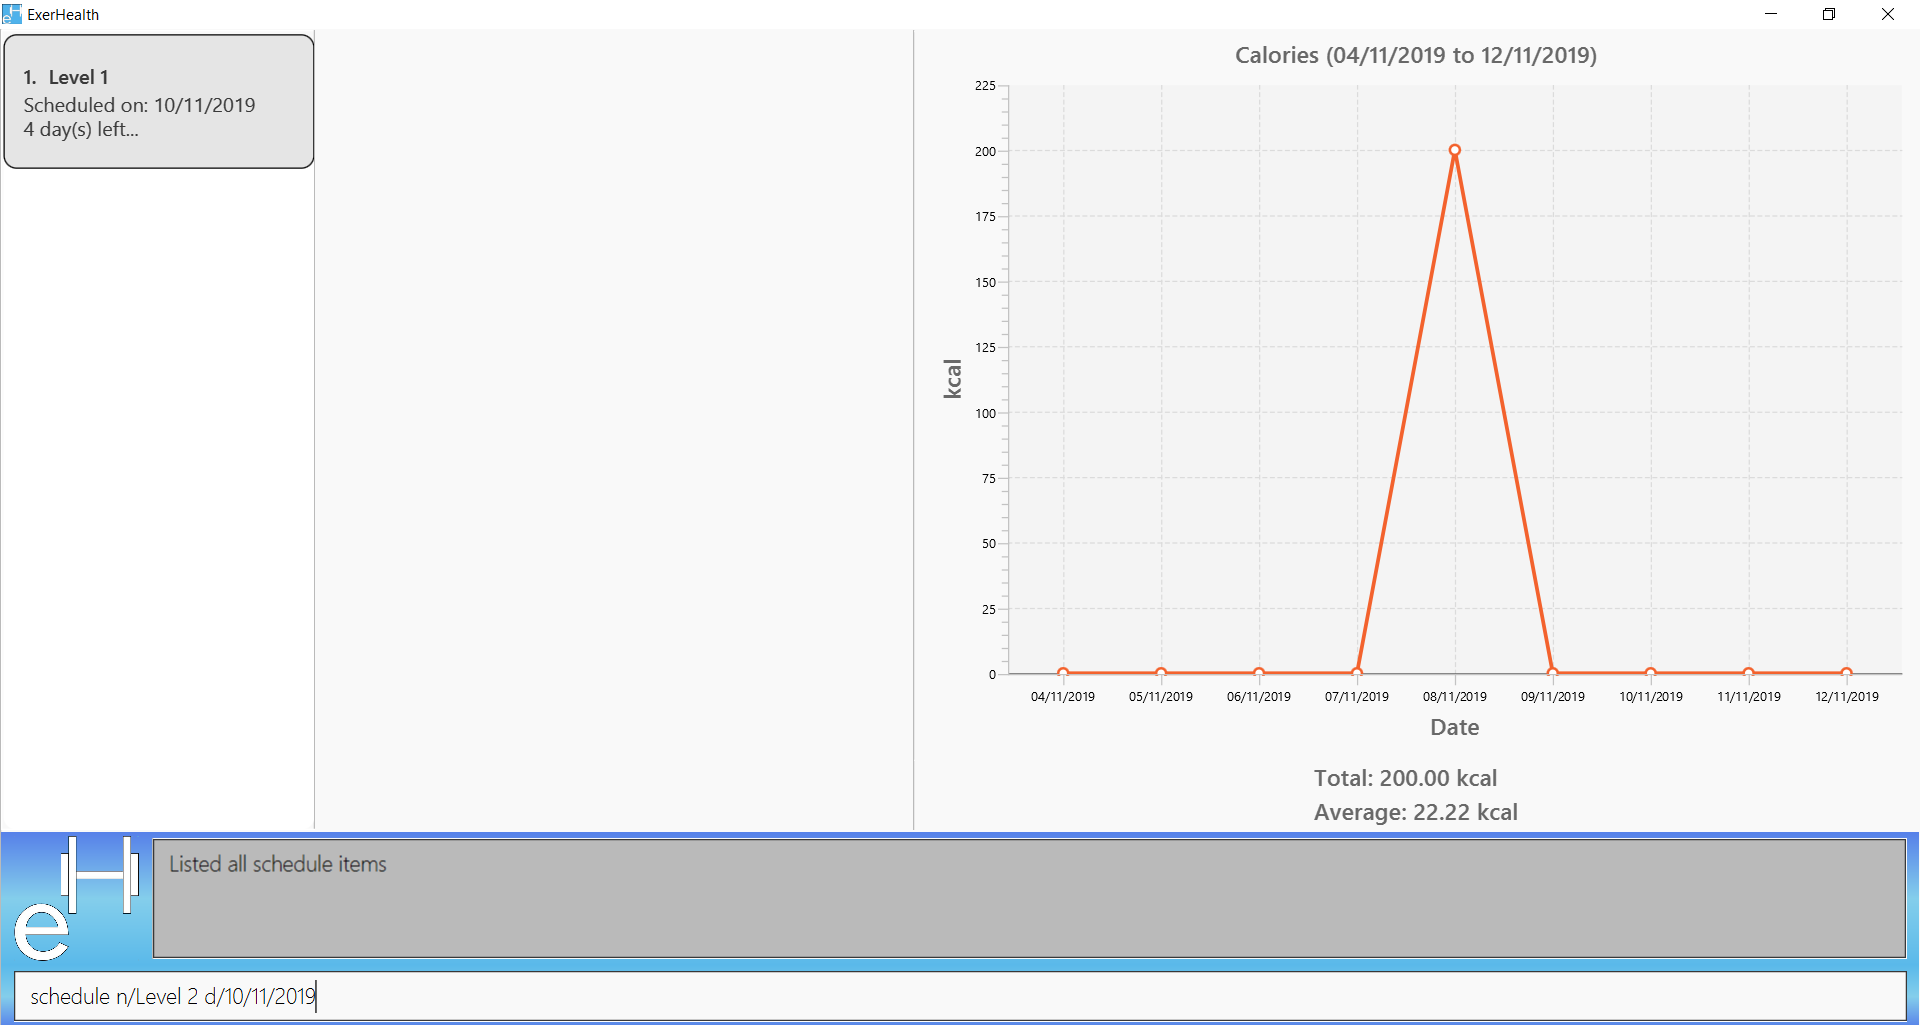 ExerHealth
1. Level 1
Scheduled on: 10/11/2019
4 day(s) left...
Calories (04/11/2019 to 12/11/2019)
225
200
175
150
125
100
75
50
25
0
kcal
04/11/2019 05/11/2019 06/11/2019 07/11/2019 08/11/2019 09/11/2019 10/11/2019 11/11/2019 12/11/2019
Date
Total: 200.00 kcal
Average: 22.22 kcal
eH
Listed all schedule items
schedule n/Level 2 d/10/11/2019